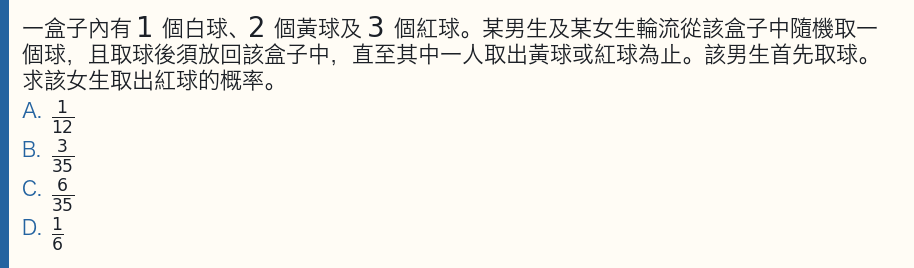 一盒子內有 1 個白球、2 個黃球及 3 個紅球。某男生及某女生輪流從該盒子中隨機取一
個球，且取球後須放回該盒子中，直至其中一人取出黃球或紅球為止。該男生首先取球。
求該女生取出紅球的概率。
A. 1/12
B. 3/35
C. 6/35
D. 1/6